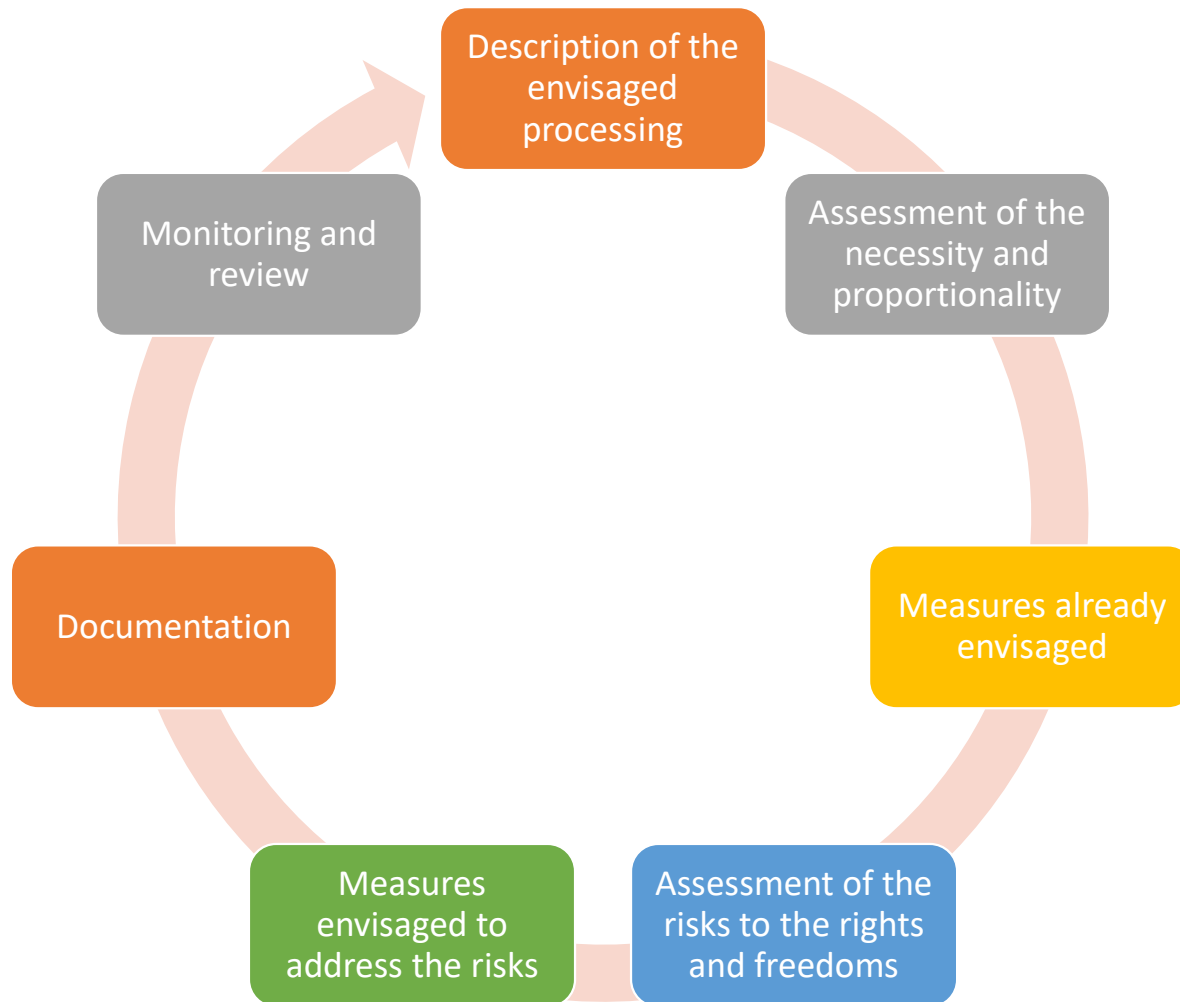 Description of the
envisaged
processing
Assessment of the
necessity and
proportionality
Measures already
envisaged
Assessment of the
risks to the rights
and freedoms
Measures
envisaged to
address the risks
Documentation
Monitoring and
review